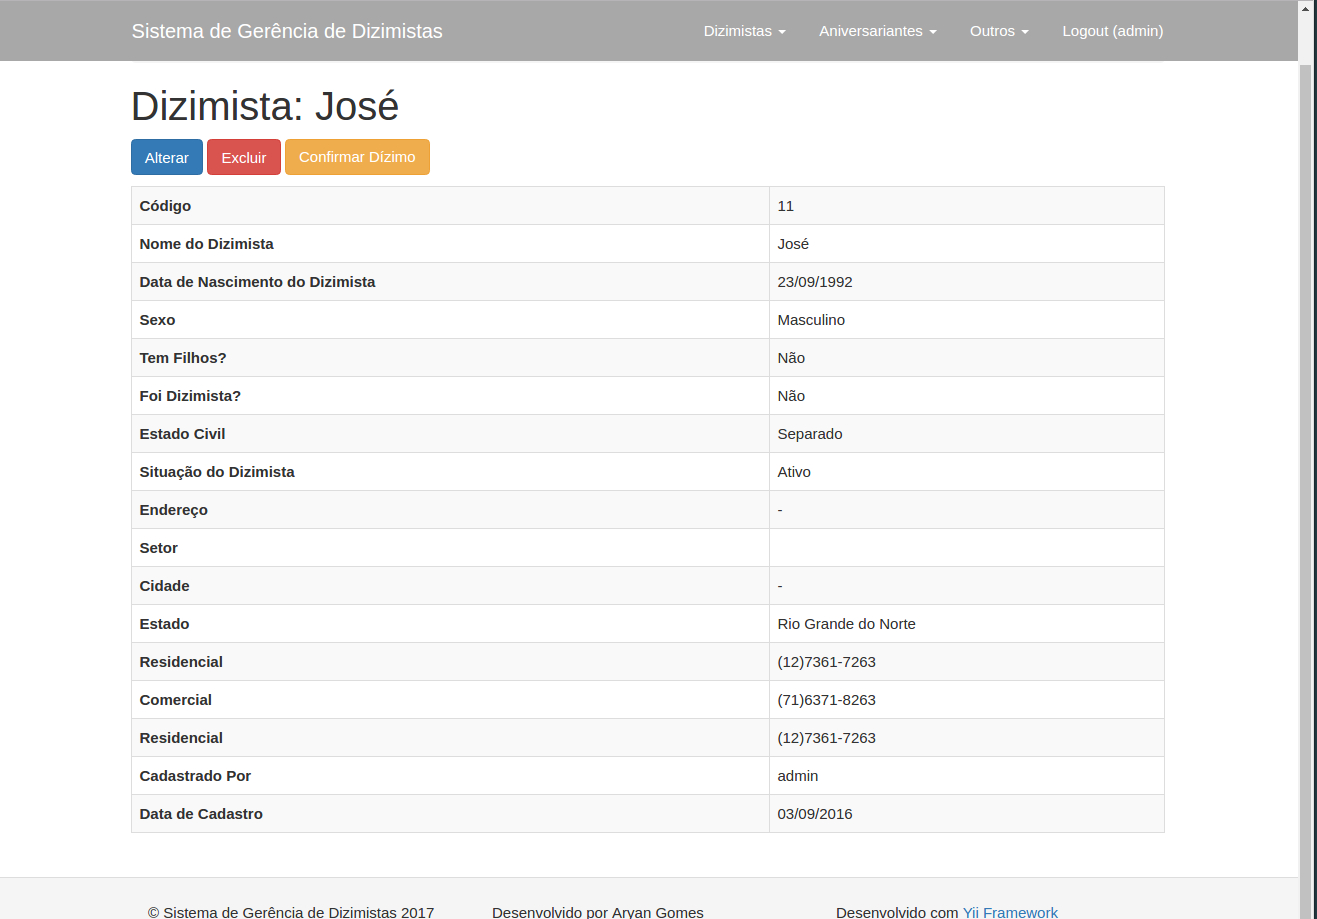 Sistema de Gerência de Dizimistas Dizimistas Aniversariantes Outros Logout (admin)
Dizimista: José
Alterar Excluir Confirmar Dízimo
Código 11
Nome do Dizimista José
Data de Nascimento do Dizimista 23/09/1992
Sexo Masculino
Tem Filhos? Não
Foi Dizimista? Não
Estado Civil Separado
Situação do Dizimista Ativo
Endereço -
Setor
Cidade -
Estado Rio Grande do Norte
Residencial (12)7361-7263
Comercial (71)6371-8263
Residencial (12)7361-7263
Cadastrado Por admin
Data de Cadastro 03/09/2016
© Sistema de Gerência de Dizimistas 2017 Desenvolvido por Aryan Gomes Desenvolvido com Yii Framework